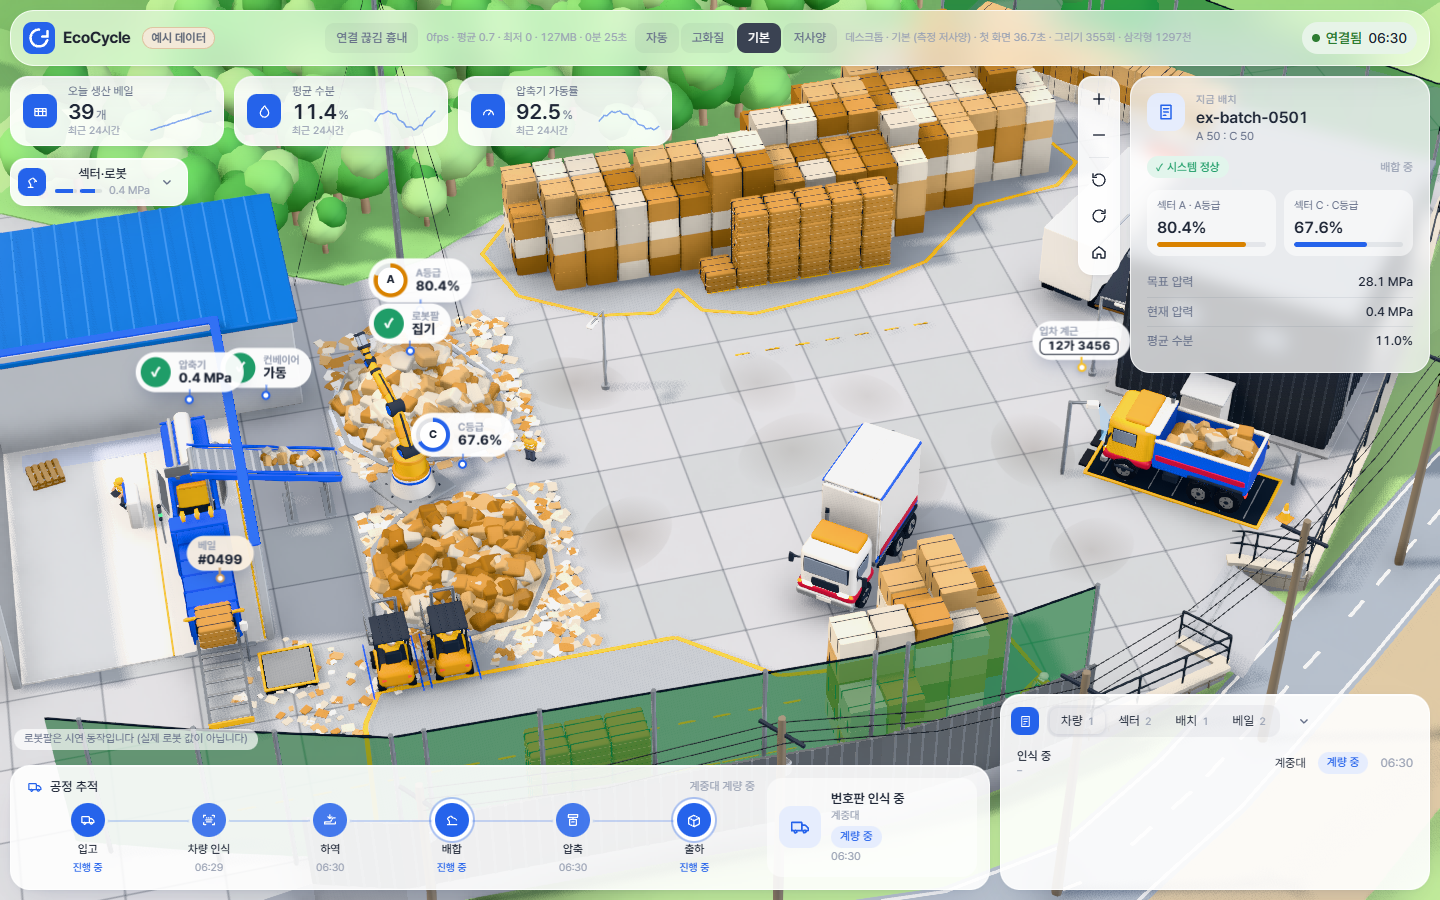 EcoCycle 예시 데이터 연결 끊김 흉내 0fps · 평균 0.7 · 최저 0 · 127MB · 0분 25초 자동 고화질 기본 저사양 데스크톱 · 기본 (측정 저사양) · 첫 화면 36.7초 · 그리기 355회 · 삼각형 1297천 연결됨 06:30
오늘 생산 베일
39개
최근 24시간
평균 수분
11.4%
최근 24시간
압축기 가동률
92.5%
최근 24시간
섹터·로봇
0.4 MPa
지금 배치
ex-batch-0501
A 50 : C 50
✓ 시스템 정상 배합 중
섹터 A · A등급
80.4%
섹터 C · C등급
67.6%
목표 압력 28.1 MPa
현재 압력 0.4 MPa
평균 수분 11.0%
A
A등급
80.4%
로봇팔
집기
압축기
0.4 MPa
컨베이어
가동
C
C등급
67.6%
입차 계근
12가 3456
베일
#0499
로봇팔은 시연 동작입니다 (실제 로봇 값이 아닙니다)
공정 추적 계중대 계량 중
입고
진행 중
차량 인식
06:29
하역
06:30
배합
진행 중
압축
06:30
출하
진행 중
번호판 인식 중
계중대
계량 중
06:30
차량 1 섹터 2 배치 1 베일 2
인식 중
–
계중대 계량 중 06:30